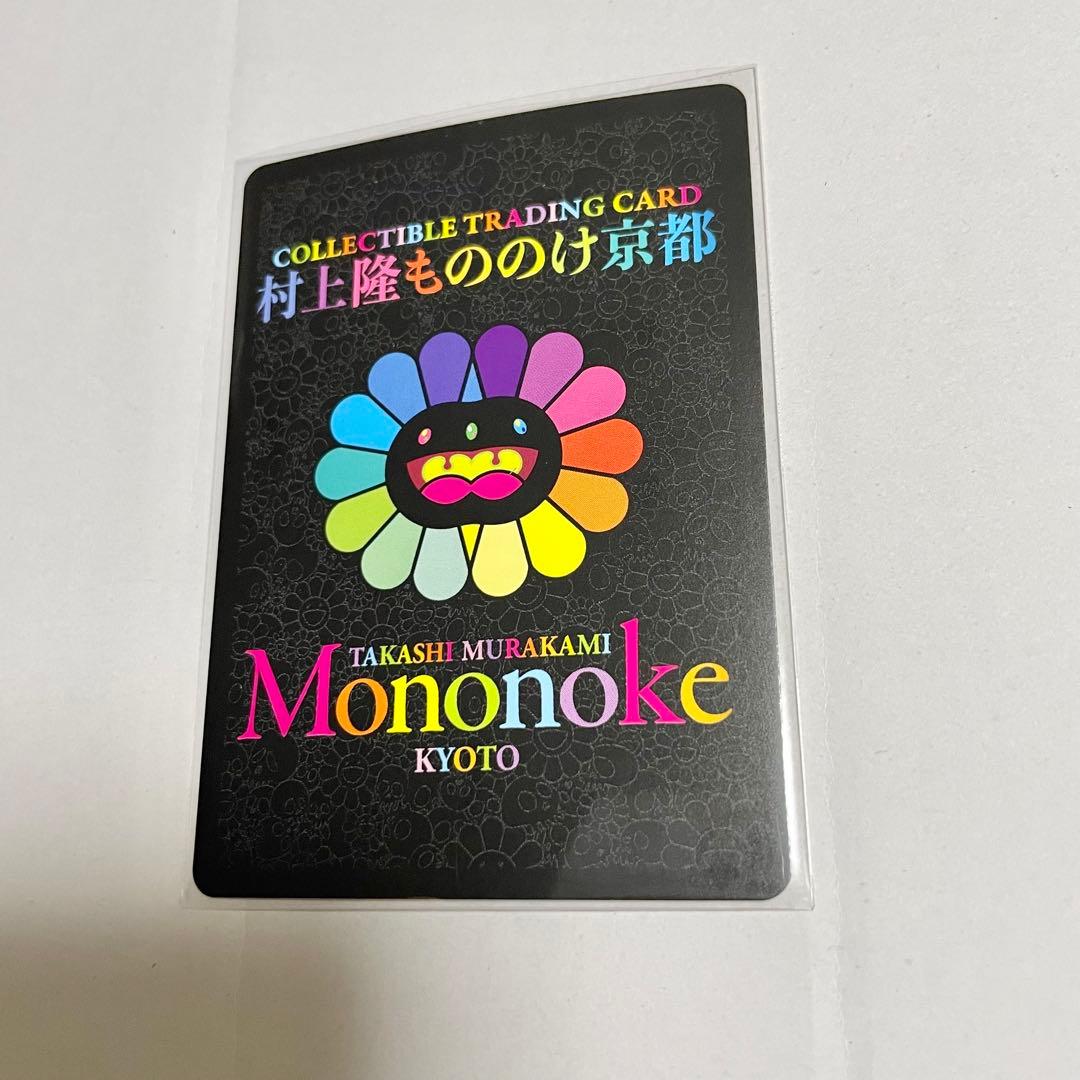 COLLECTIBLE TRADING CARD
村上隆もののけ京都
TAKASHI MURAKAMI
Mononoke
KYOTO